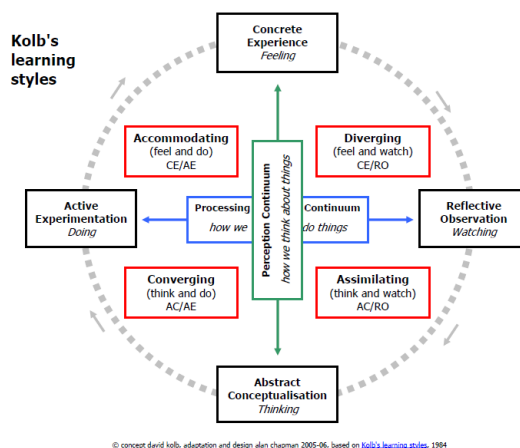 Kolb's
learning
styles
Concrete
Experience
Feeling
Accommodating
(feel and do)
CE/AE
Diverging
(feel and watch)
CE/RO
Active
Experimentation
Doing
Processing
how we
Perception Continuum
how we think about things
Continuum
do things
Reflective
Observation
Watching
Converging
(think and do)
AC/AE
Assimilating
(think and watch)
AC/RO
Abstract
Conceptualisation
Thinking
© concept david kolb, adaptation and design alan chapman 2005-06, based on Kolb's learning styles, 1984